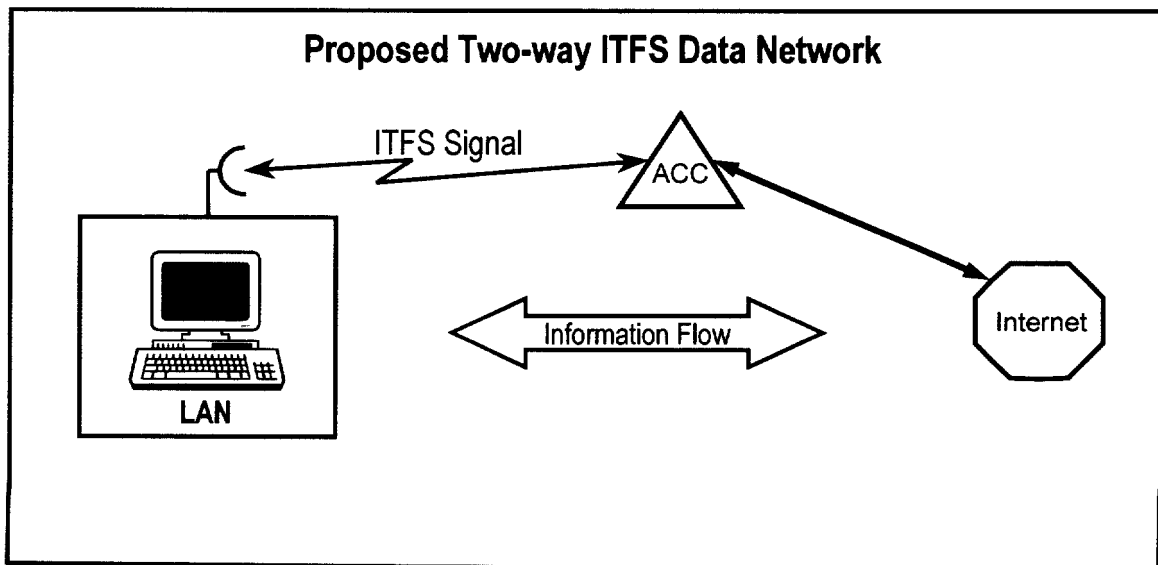 Proposed Two-way ITFS Data Network
ITFS Signal
ACC
Internet
Information Flow
LAN